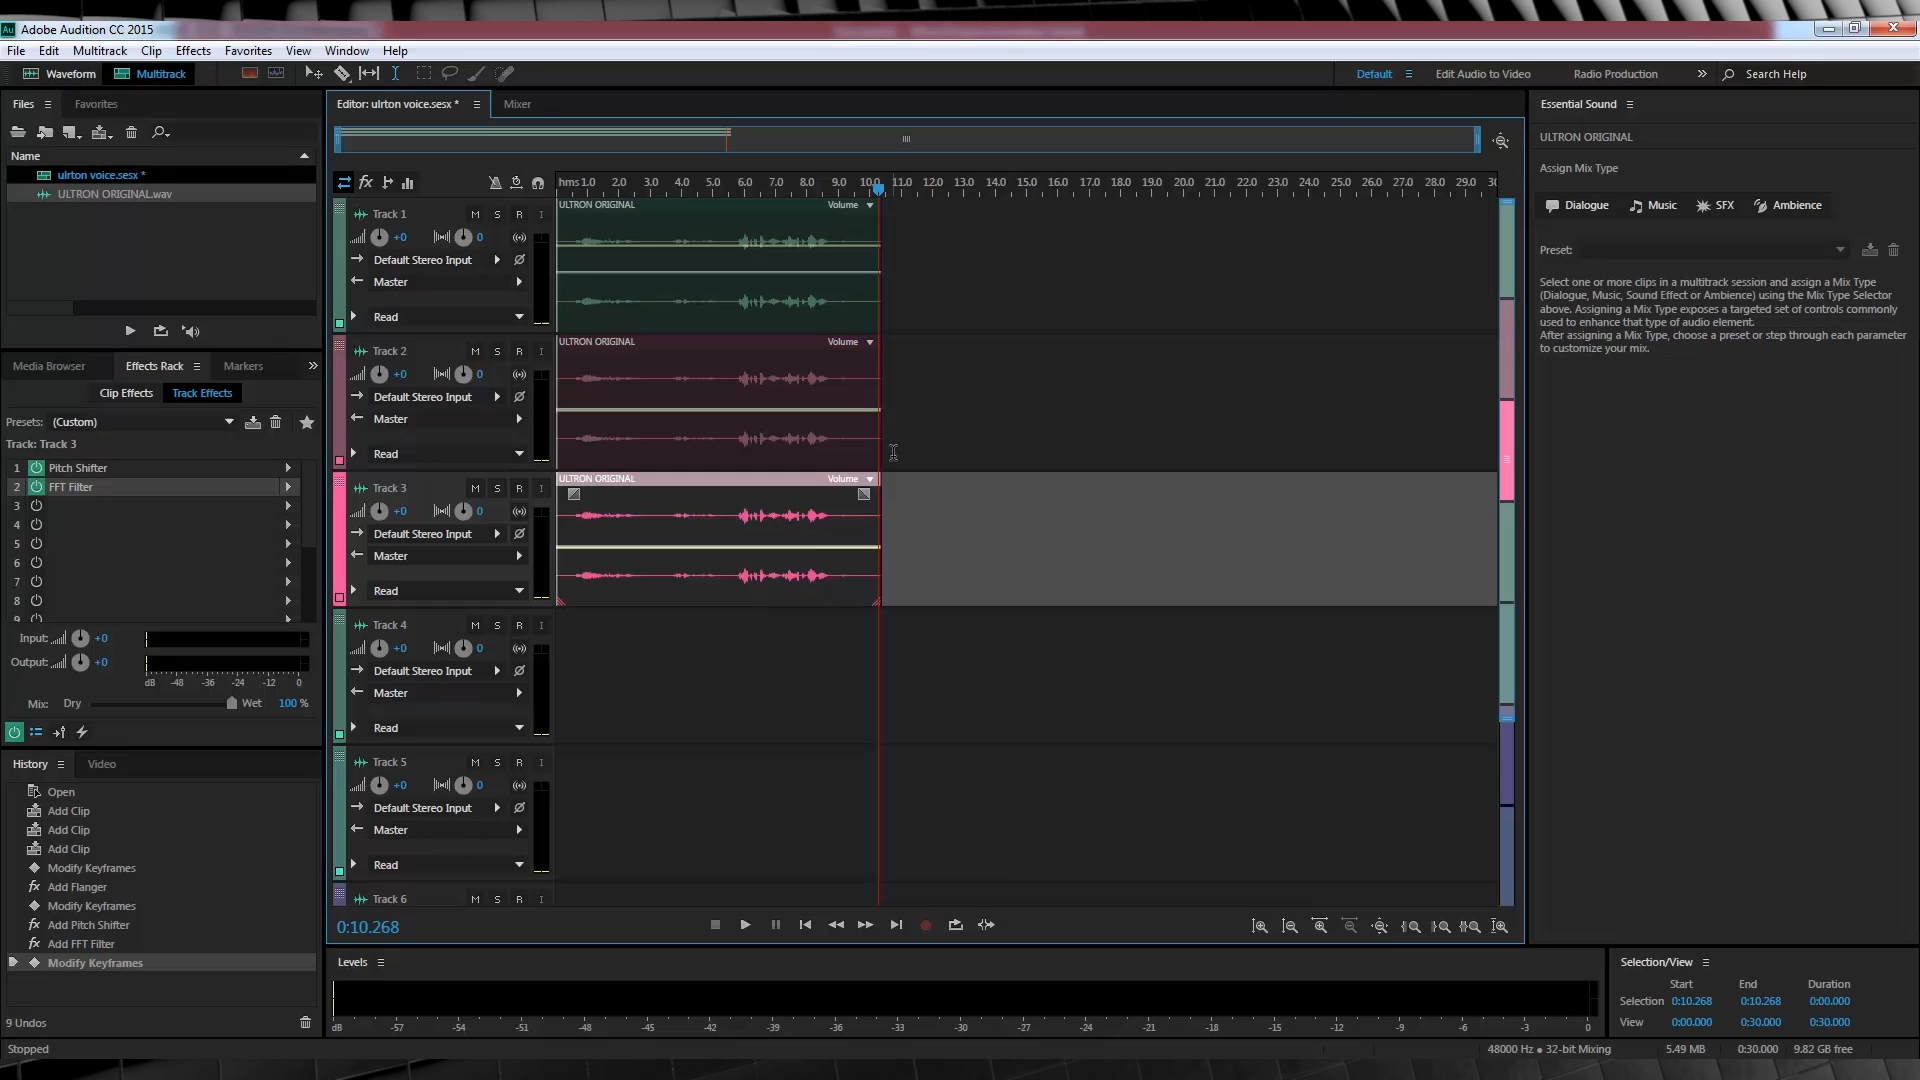 Au Adobe Audition CC 2015
File Edit Multitrack Clip Effects Favorites View Window Help
Waveform Multitrack Default Edit Audio to Video Radio Production Search Help
Files Favorites
Name
ulrton voice.sesx *
ULTRON ORIGINAL.wav
Media Browser Effects Rack Markers
Clip Effects Track Effects
Presets: (Custom)
Track: Track 3
1 Pitch Shifter
2 FFT Filter
3
4
5
6
7
8
9
Input: +0
Output: +0
dB -48 -36 -24 -12 0
Mix: Dry Wet 100 %
History Video
Open
Add Clip
Add Clip
Add Clip
Modify Keyframes
Add Flanger
Modify Keyframes
Add Pitch Shifter
Add FFT Filter
Modify Keyframes
9 Undos
Stopped
Editor: ulrton voice.sesx * Mixer
fx
hms 1.0 2.0 3.0 4.0 5.0 6.0 7.0 8.0 9.0 10.0 11.0 12.0 13.0 14.0 15.0 16.0 17.0 18.0 19.0 20.0 21.0 22.0 23.0 24.0 25.0 26.0 27.0 28.0 29.0 30
Track 1 M S R I
+0 0
Default Stereo Input
Master
Read
ULTRON ORIGINAL Volume
Track 2 M S R I
+0 0
Default Stereo Input
Master
Read
ULTRON ORIGINAL Volume
Track 3 M S R I
+0 0
Default Stereo Input
Master
Read
ULTRON ORIGINAL Volume
Track 4 M S R I
+0 0
Default Stereo Input
Master
Read
Track 5 M S R I
+0 0
Default Stereo Input
Master
Read
Track 6 M S R I
0:10.268
Levels
dB -57 -54 -51 -48 -45 -42 -39 -36 -33 -30 -27 -24 -21 -18 -15 -12 -9 -6 -3 0
Essential Sound
ULTRON ORIGINAL
Assign Mix Type
Dialogue Music SFX Ambience
Preset:
Select one or more clips in a multitrack session and assign a Mix Type
(Dialogue, Music, Sound Effect or Ambience) using the Mix Type Selector
above. Assigning a Mix Type exposes a targeted set of controls commonly
used to enhance that type of audio element.
After assigning a Mix Type, choose a preset or step through each parameter
to customize your mix.
Selection/View
Start End Duration
Selection 0:10.268 0:10.268 0:00.000
View 0:00.000 0:30.000 0:30.000
48000 Hz ● 32-bit Mixing 5.49 MB 0:30.000 9.82 GB free